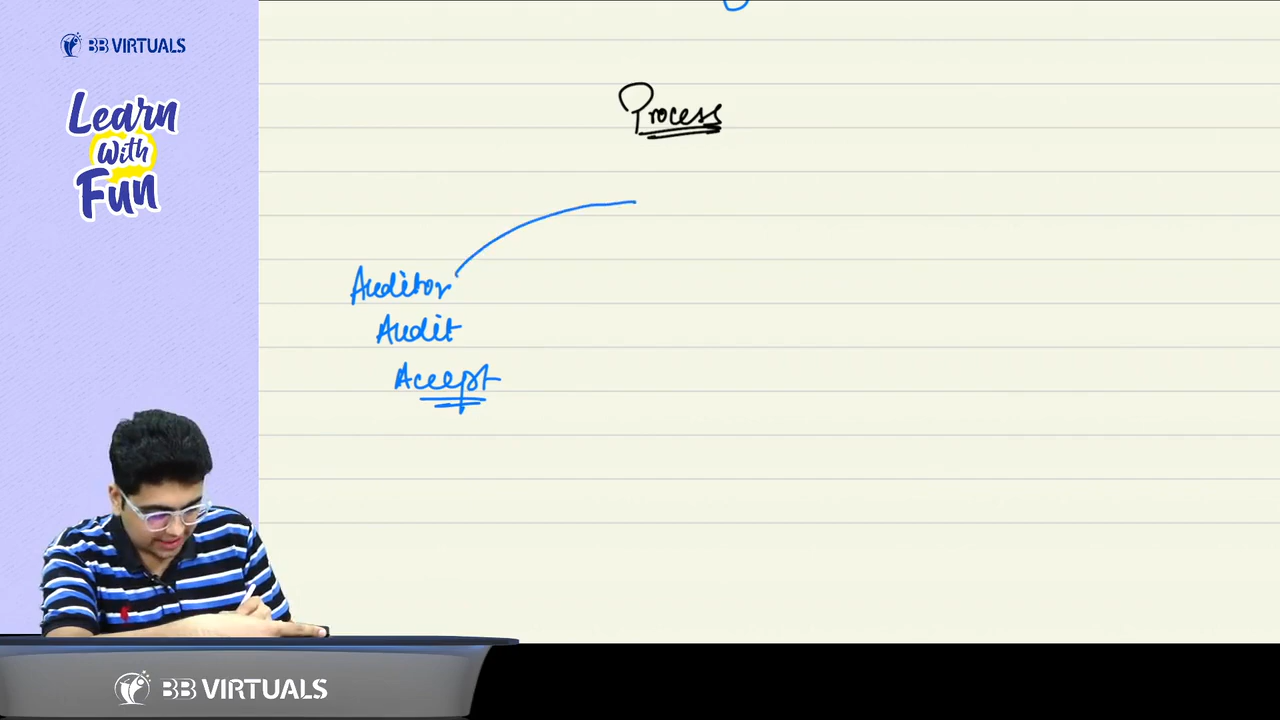 BB VIRTUALS
Learn
With
Fun
Process
Auditor
Audit
Accept
BB VIRTUALS